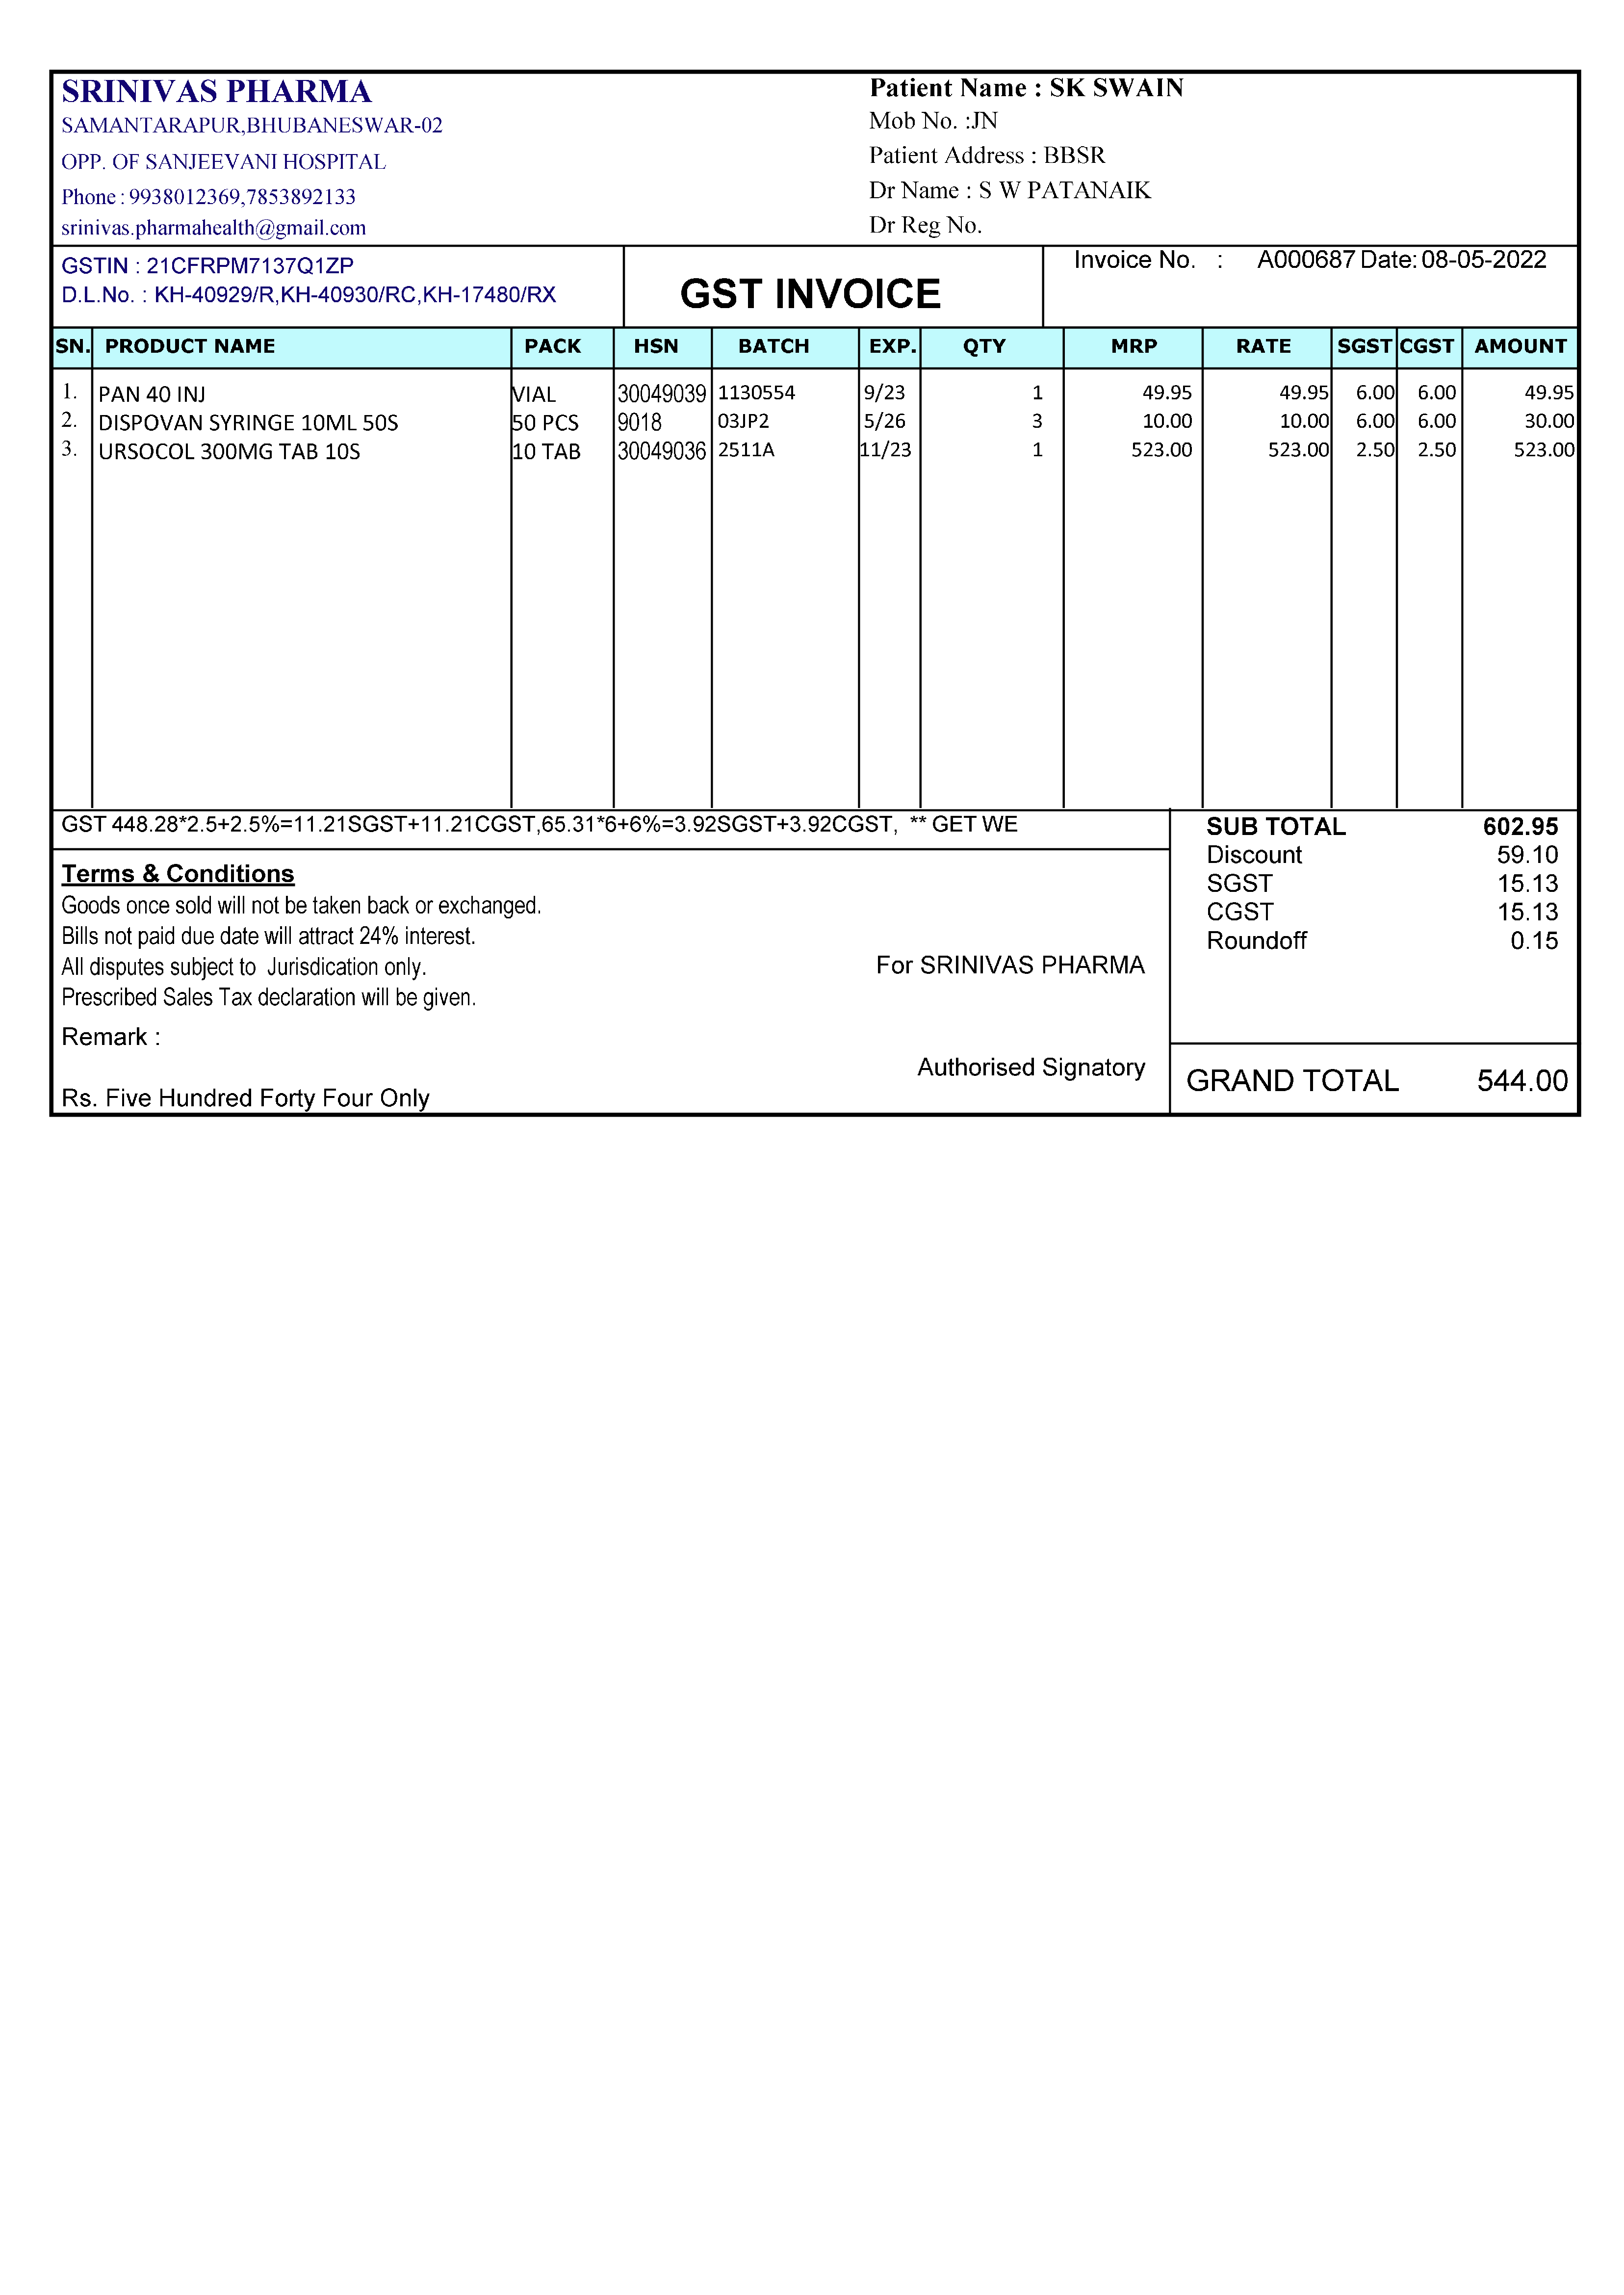 SRINIVAS PHARMA
SAMANTARAPUR,BHUBANESWAR-02
OPP. OF SANJEEVANI HOSPITAL
Phone : 9938012369,7853892133
srinivas.pharmahealth@gmail.com
Patient Name : SK SWAIN
Mob No. :JN
Patient Address : BBSR
Dr Name : S W PATANAIK
Dr Reg No.
GSTIN : 21CFRPM7137Q1ZP
D.L.No. : KH-40929/R,KH-40930/RC,KH-17480/RX
GST INVOICE
Invoice No. : A000687 Date: 08-05-2022
SN. PRODUCT NAME PACK HSN BATCH EXP. QTY MRP RATE SGST CGST AMOUNT
1. PAN 40 INJ VIAL 30049039 1130554 9/23 1 49.95 49.95 6.00 6.00 49.95
2. DISPOVAN SYRINGE 10ML 50S 50 PCS 9018 03JP2 5/26 3 10.00 10.00 6.00 6.00 30.00
3. URSOCOL 300MG TAB 10S 10 TAB 30049036 2511A 11/23 1 523.00 523.00 2.50 2.50 523.00
GST 448.28*2.5+2.5%=11.21SGST+11.21CGST,65.31*6+6%=3.92SGST+3.92CGST, ** GET WE
Terms & Conditions
Goods once sold will not be taken back or exchanged.
Bills not paid due date will attract 24% interest.
All disputes subject to Jurisdication only.
Prescribed Sales Tax declaration will be given.
Remark :
Rs. Five Hundred Forty Four Only
For SRINIVAS PHARMA
Authorised Signatory
SUB TOTAL 602.95
Discount 59.10
SGST 15.13
CGST 15.13
Roundoff 0.15
GRAND TOTAL 544.00